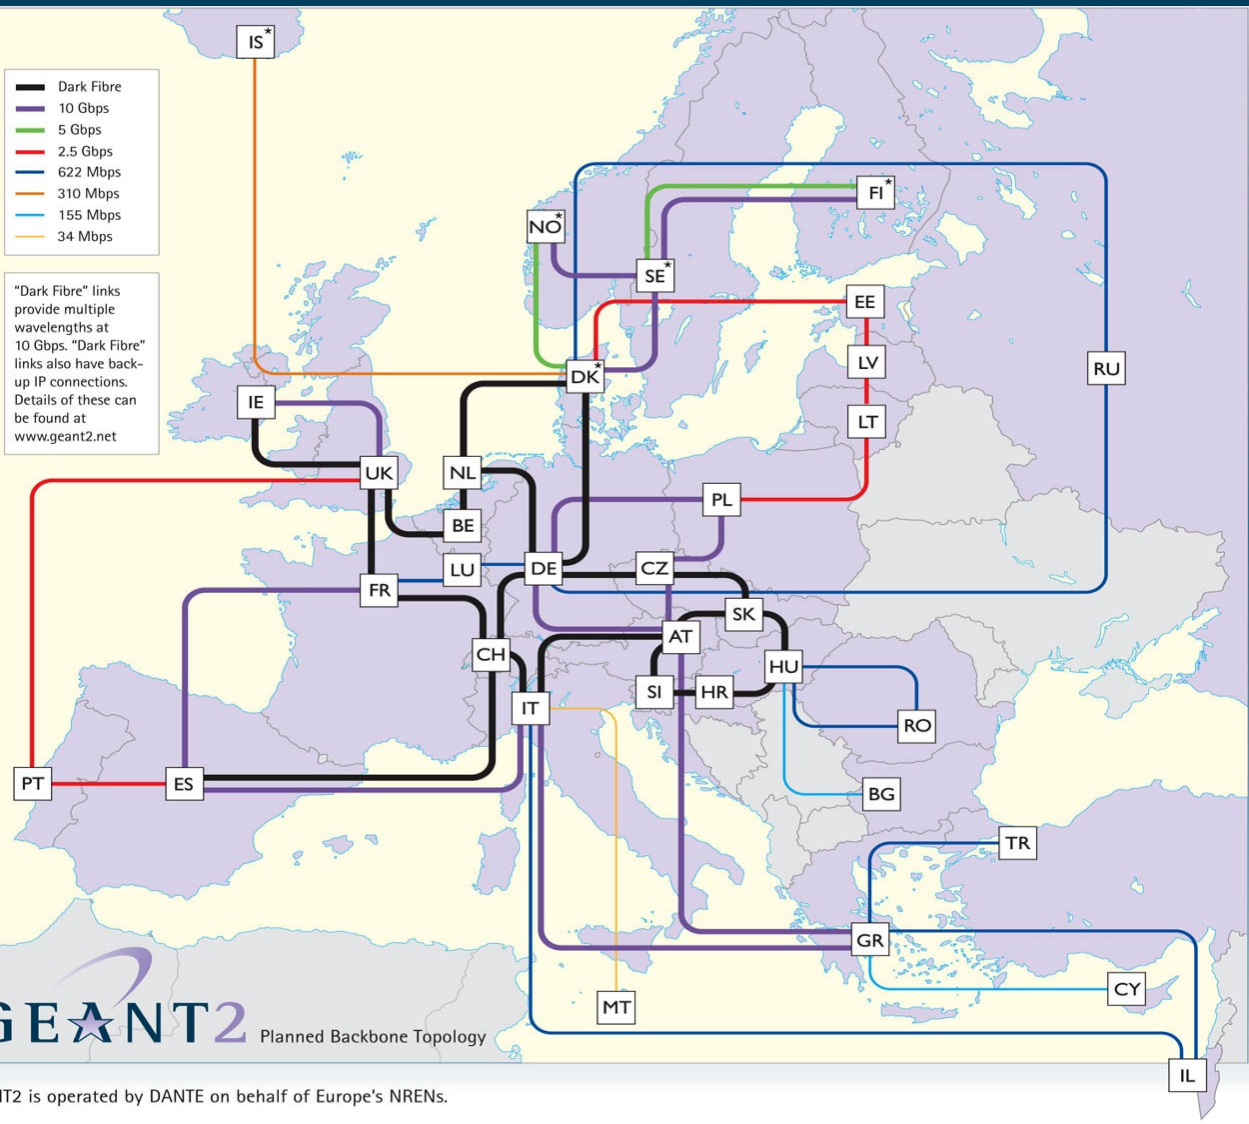 IS*
Dark Fibre
10 Gbps
5 Gbps
2.5 Gbps
622 Mbps
310 Mbps
155 Mbps
34 Mbps
FI*
NO*
SE*
"Dark Fibre" links
provide multiple
wavelengths at
10 Gbps. "Dark Fibre"
links also have back-
up IP connections.
Details of these can
be found at
www.geant2.net
EE
LV
RU
DK*
IE
LT
UK
NL
PL
BE
LU
DE
CZ
FR
SK
AT
CH
HU
SI
HR
IT
RO
PT
ES
BG
TR
GR
CY
MT
GEANT2 Planned Backbone Topology
IL
NT2 is operated by DANTE on behalf of Europe's NRENs.